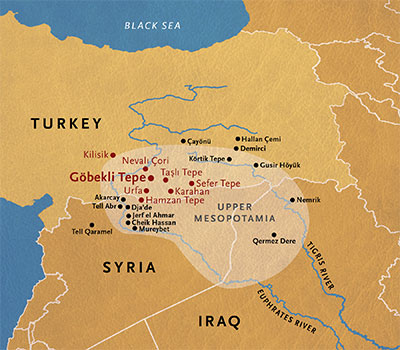 BLACK SEA
TURKEY
Hallan Çemi
Çayönü
Demirci
Kilisik
Körtik Tepe
Nevalı Çori
Gusir Höyük
Göbekli Tepe
Taşlı Tepe
Sefer Tepe
Urfa
Karahan
Akarcay
Hamzan Tepe
Nemrik
Tell Abr
Dja'de
UPPER
MESOPOTAMIA
Jerf el Ahmar
Cheik Hassan
Tell Qaramel
Mureybet
Qermez Dere
TIGRIS RIVER
SYRIA
EUPHRATES RIVER
IRAQ